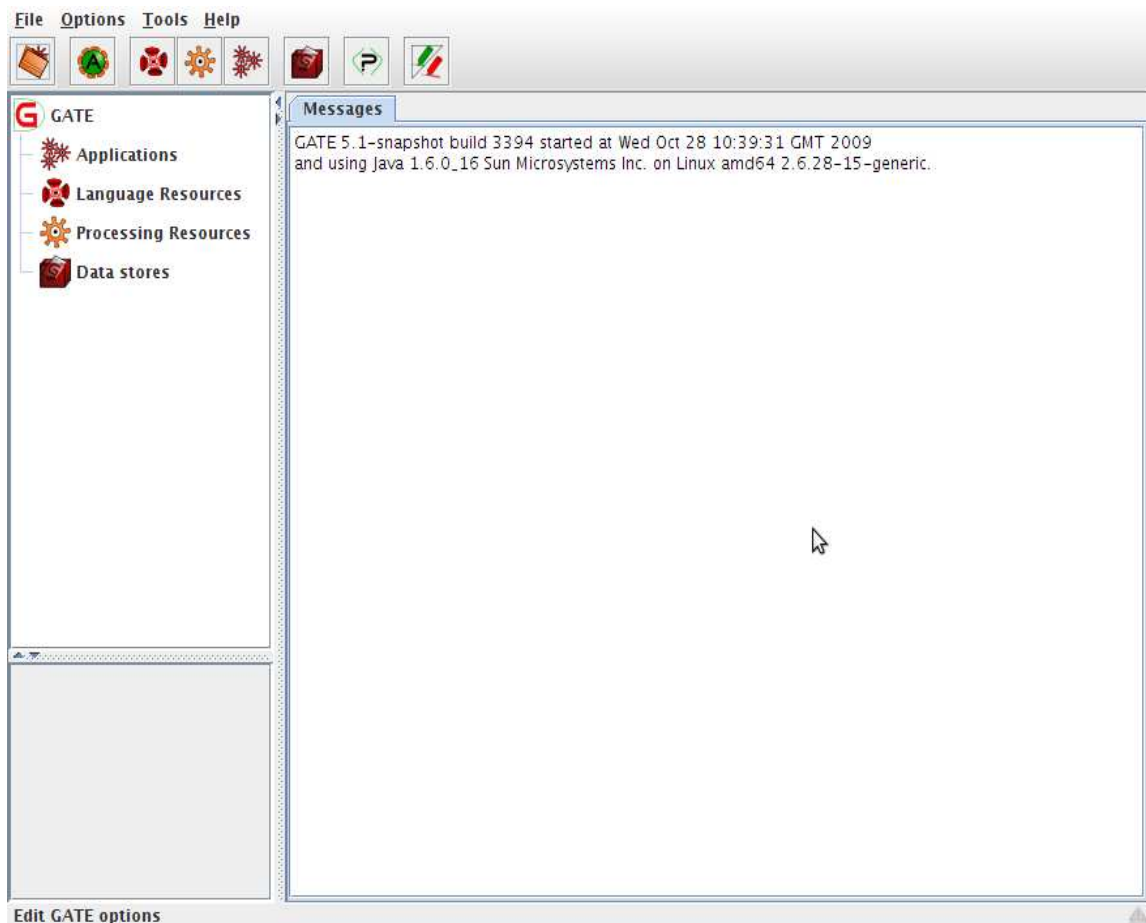 File Options Tools Help
GATE
Applications
Language Resources
Processing Resources
Data stores
Messages
GATE 5.1-snapshot build 3394 started at Wed Oct 28 10:39:31 GMT 2009
and using Java 1.6.0_16 Sun Microsystems Inc. on Linux amd64 2.6.28-15-generic.
Edit GATE options